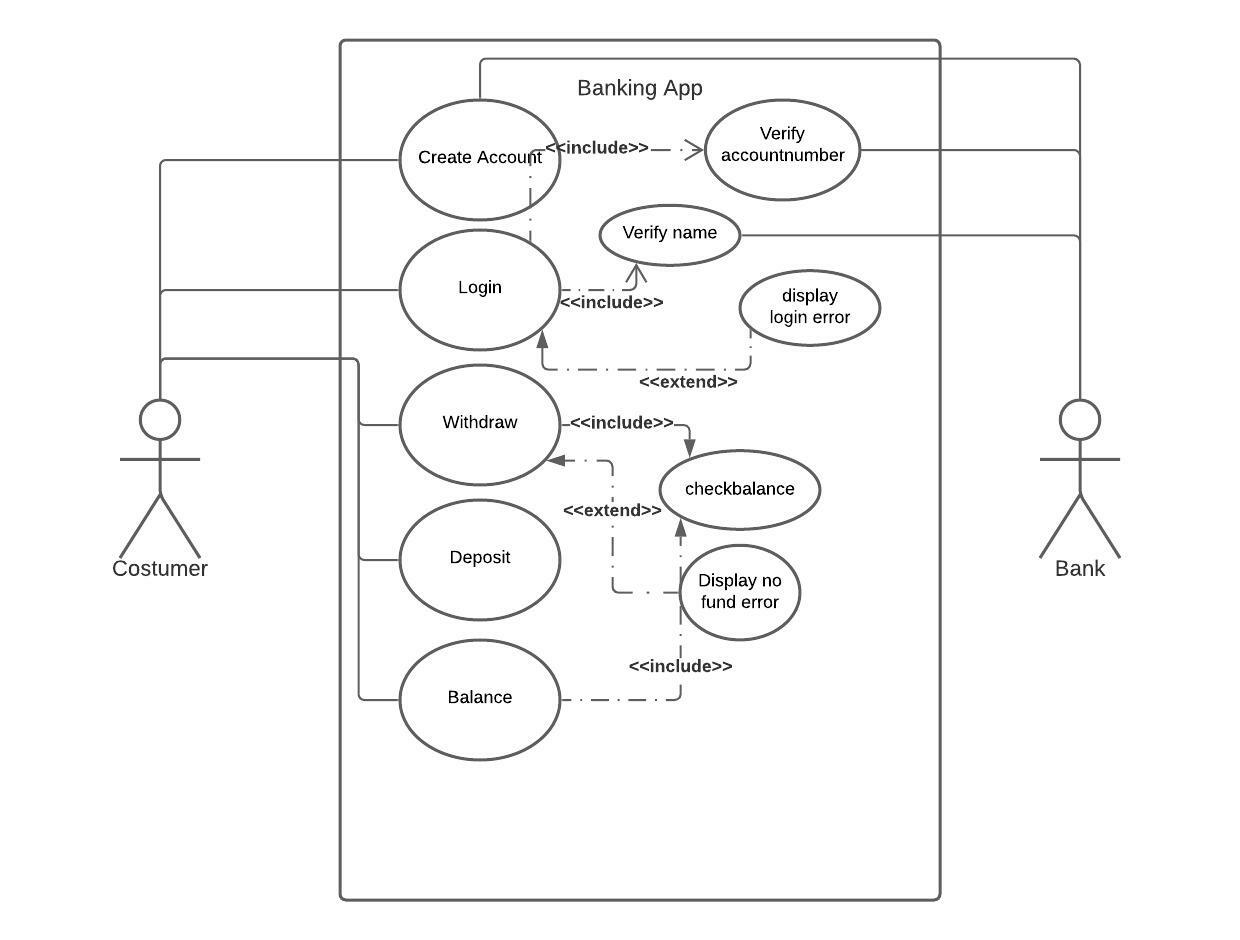 Banking App
Create Account
<<include>>
Verify
accountnumber
Verify name
Login
<<include>>
display
login error
<<extend>>
Withdraw
<<include>>
checkbalance
<<extend>>
Deposit
Display no
fund error
Costumer
Bank
<<include>>
Balance